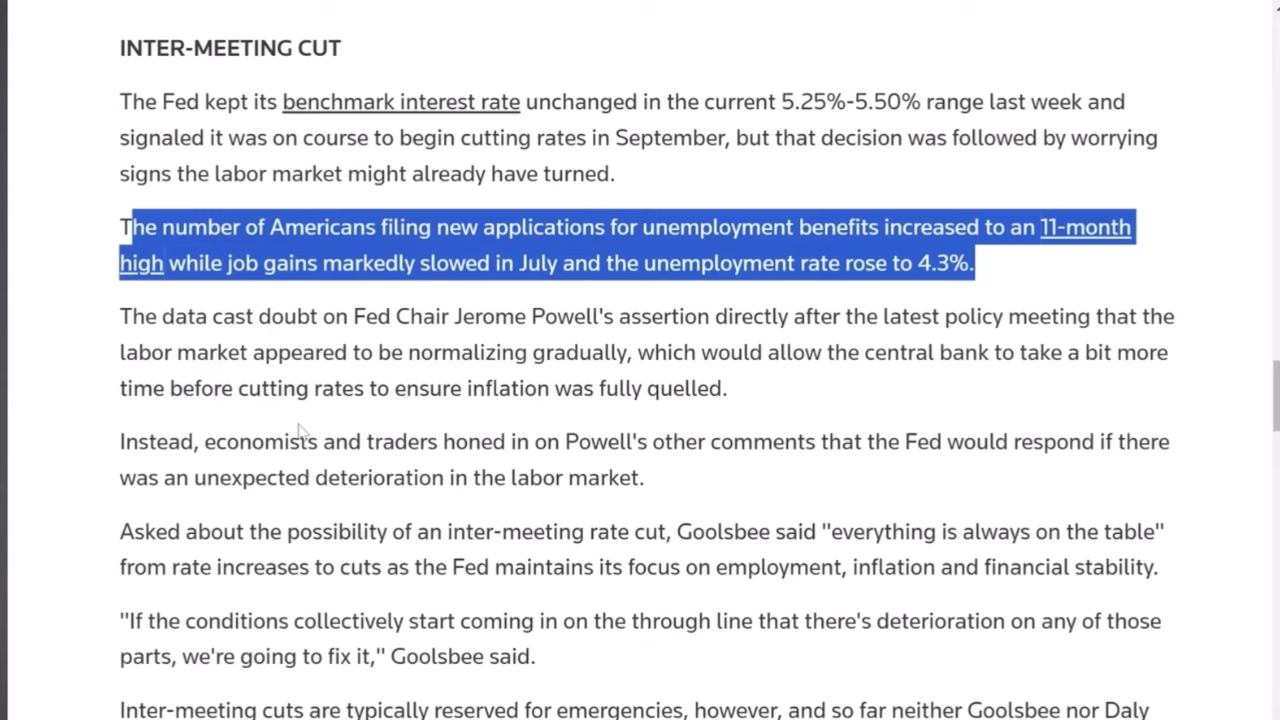 INTER-MEETING CUT
The Fed kept its benchmark interest rate unchanged in the current 5.25%-5.50% range last week and
signaled it was on course to begin cutting rates in September, but that decision was followed by worrying
signs the labor market might already have turned.
The number of Americans filing new applications for unemployment benefits increased to an 11-month
high while job gains markedly slowed in July and the unemployment rate rose to 4.3%.
The data cast doubt on Fed Chair Jerome Powell's assertion directly after the latest policy meeting that the
labor market appeared to be normalizing gradually, which would allow the central bank to take a bit more
time before cutting rates to ensure inflation was fully quelled.
Instead, economists and traders honed in on Powell's other comments that the Fed would respond if there
was an unexpected deterioration in the labor market.
Asked about the possibility of an inter-meeting rate cut, Goolsbee said "everything is always on the table"
from rate increases to cuts as the Fed maintains its focus on employment, inflation and financial stability.
"If the conditions collectively start coming in on the through line that there's deterioration on any of those
parts, we're going to fix it," Goolsbee said.
Inter-meeting cuts are typically reserved for emergencies, however, and so far neither Goolsbee nor Daly